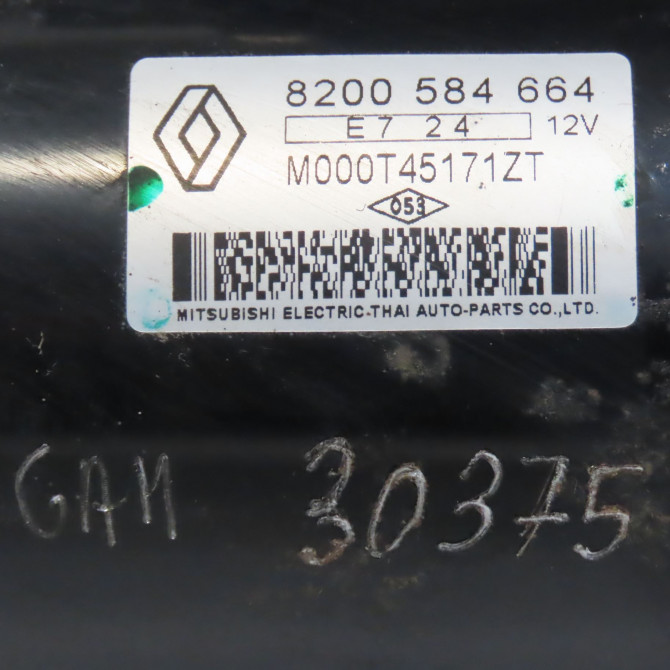 8200 584 664
E7 24 12V
M000T45171ZT
053
MITSUBISHI ELECTRIC-THAI AUTO-PARTS CO.,LTD.
GAM 30375